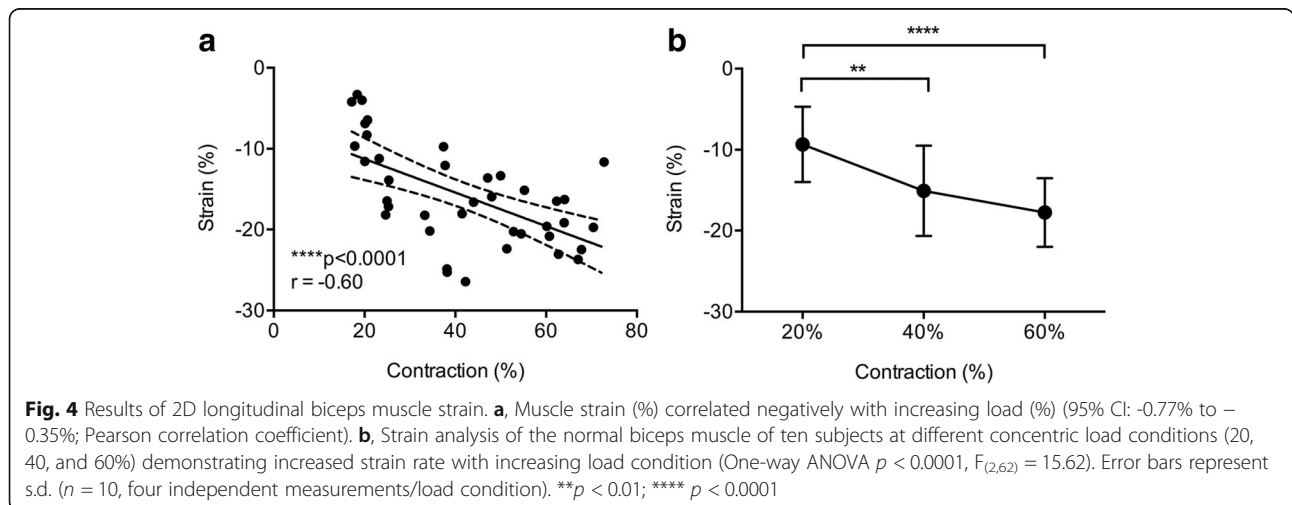 a
0
-10
-20
-30
Strain (%)
****p<0.0001
r = -0.60
0
20
40
60
80
Contraction (%)
b
****
**
0
-10
-20
-30
Strain (%)
20%
40%
60%
Contraction (%)
Fig. 4 Results of 2D longitudinal biceps muscle strain. a, Muscle strain (%) correlated negatively with increasing load (%) (95% CI: -0.77% to −
0.35%; Pearson correlation coefficient). b, Strain analysis of the normal biceps muscle of ten subjects at different concentric load conditions (20,
40, and 60%) demonstrating increased strain rate with increasing load condition (One-way ANOVA p < 0.0001, F(2,62) = 15.62). Error bars represent
s.d. (n = 10, four independent measurements/load condition). **p < 0.01; **** p < 0.0001